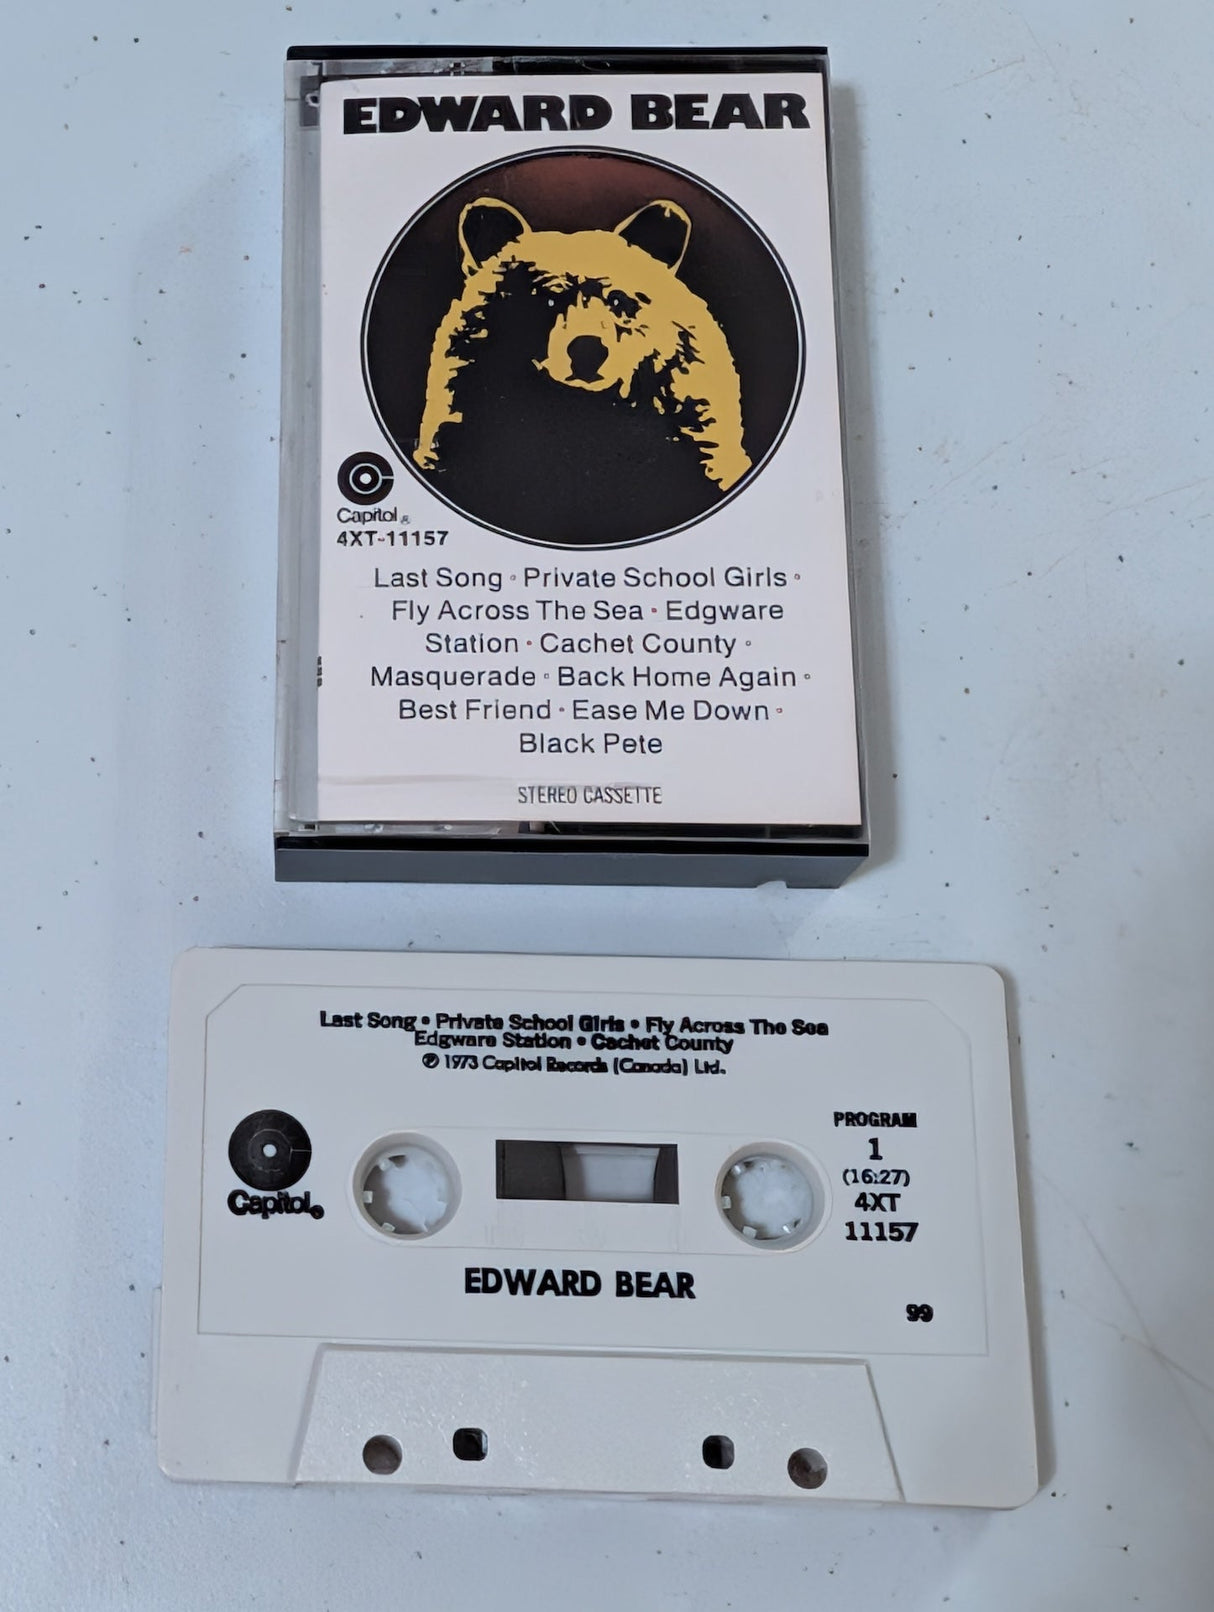 EDWARD BEAR
Capitol®
4XT-11157
Last Song • Private School Girls •
Fly Across The Sea • Edgware
Station • Cachet County •
Masquerade • Back Home Again •
Best Friend • Ease Me Down •
Black Pete
STEREO CASSETTE
Last Song • Private School Girls • Fly Across The Sea
Edgware Station • Cachet County
℗ 1973 Capitol Records (Canada) Ltd.
Capitol®
PROGRAM
1
(16:27)
4XT
11157
EDWARD BEAR
99